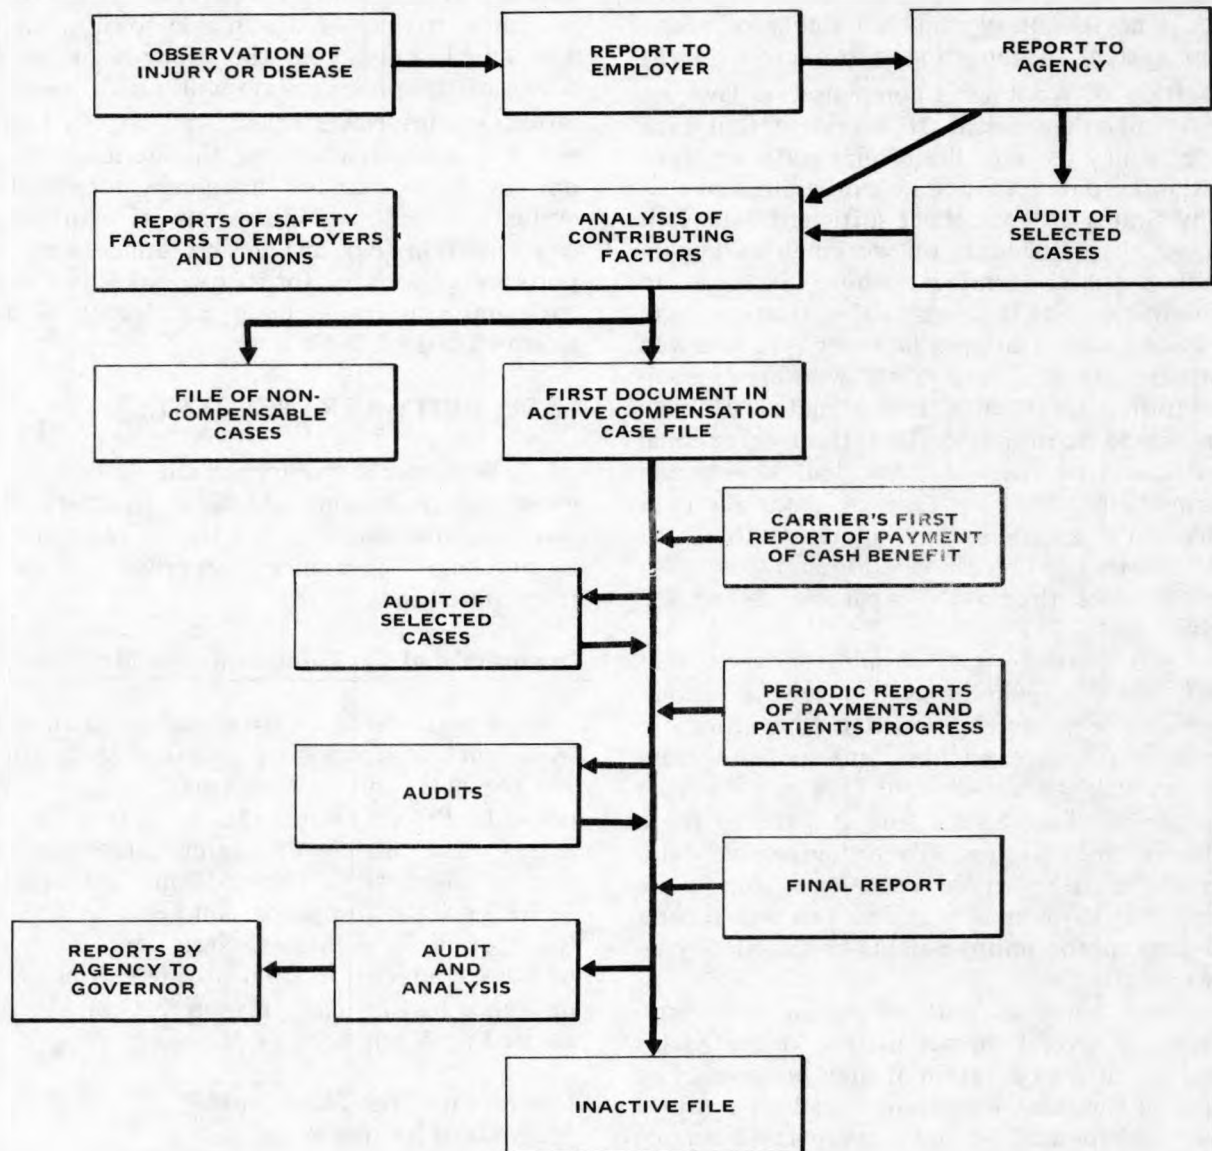 OBSERVATION OF
INJURY OR DISEASE
REPORT TO
EMPLOYER
REPORT TO
AGENCY
REPORTS OF SAFETY
FACTORS TO EMPLOYERS
AND UNIONS
ANALYSIS OF
CONTRIBUTING
FACTORS
AUDIT OF
SELECTED
CASES
FILE OF NON-
COMPENSABLE
CASES
FIRST DOCUMENT IN
ACTIVE COMPENSATION
CASE FILE
CARRIER'S FIRST
REPORT OF PAYMENT
OF CASH BENEFIT
AUDIT OF
SELECTED
CASES
PERIODIC REPORTS
OF PAYMENTS AND
PATIENT'S PROGRESS
AUDITS
FINAL REPORT
REPORTS BY
AGENCY TO
GOVERNOR
AUDIT
AND
ANALYSIS
INACTIVE FILE